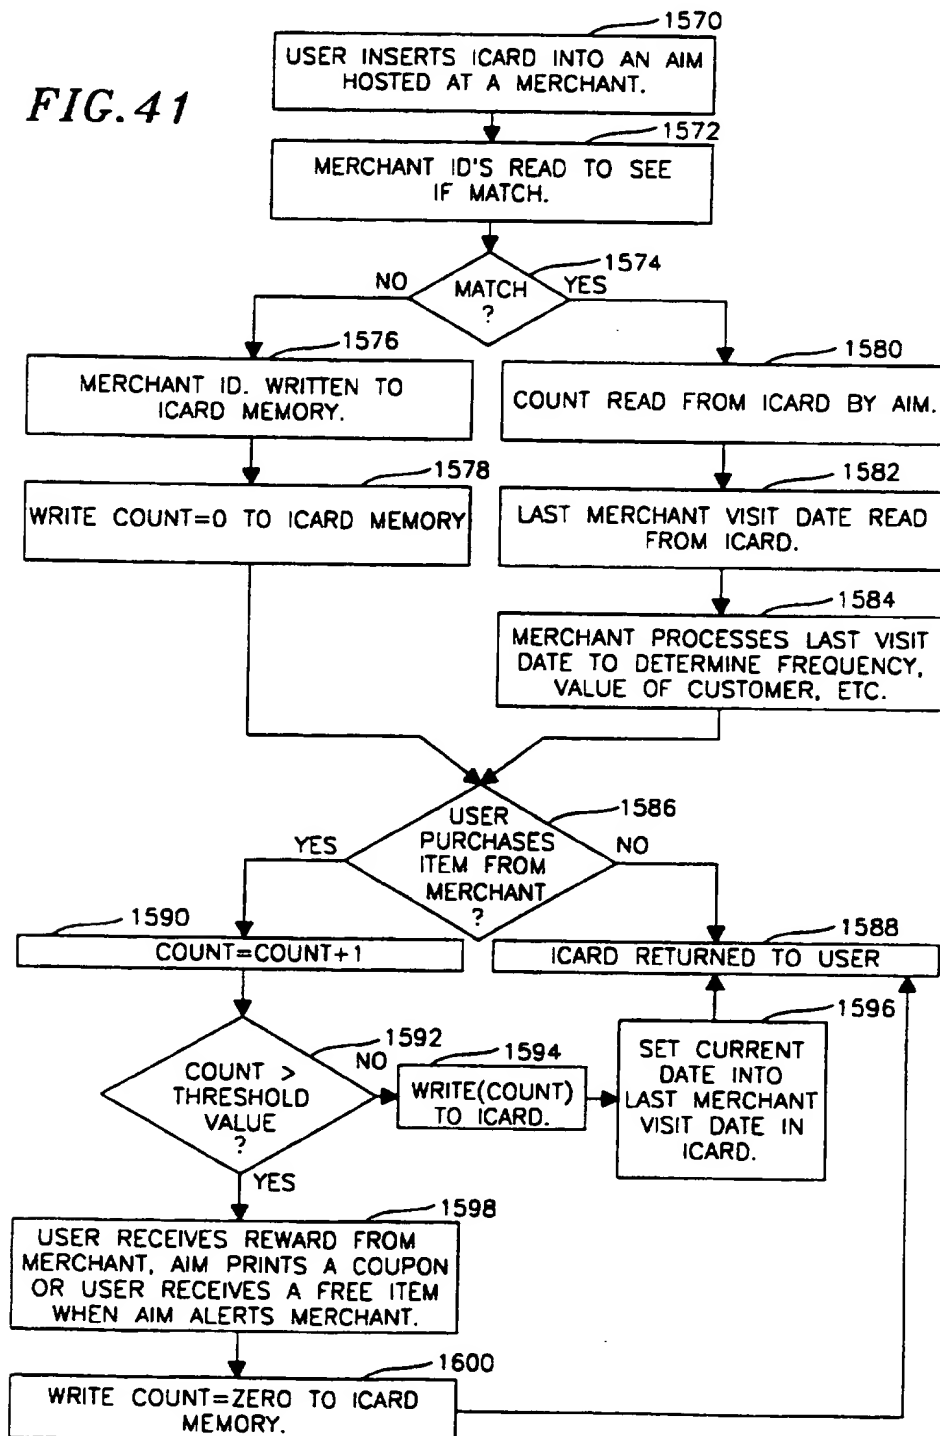 FIG.41
1570
USER INSERTS ICARD INTO AN AIM
HOSTED AT A MERCHANT.
1572
MERCHANT ID'S READ TO SEE
IF MATCH.
1574
NO
MATCH
?
YES
1576
MERCHANT ID. WRITTEN TO
ICARD MEMORY.
1580
COUNT READ FROM ICARD BY AIM.
1578
WRITE COUNT=0 TO ICARD MEMORY
1582
LAST MERCHANT VISIT DATE READ
FROM ICARD.
1584
MERCHANT PROCESSES LAST VISIT
DATE TO DETERMINE FREQUENCY,
VALUE OF CUSTOMER, ETC.
1586
YES
USER
PURCHASES
ITEM FROM
MERCHANT
?
NO
1590
COUNT=COUNT+1
1588
ICARD RETURNED TO USER
1592
COUNT >
THRESHOLD
VALUE
?
NO
1594
WRITE(COUNT)
TO ICARD.
1596
SET CURRENT
DATE INTO
LAST MERCHANT
VISIT DATE IN
ICARD.
YES
1598
USER RECEIVES REWARD FROM
MERCHANT, AIM PRINTS A COUPON
OR USER RECEIVES A FREE ITEM
WHEN AIM ALERTS MERCHANT.
1600
WRITE COUNT=ZERO TO ICARD
MEMORY.